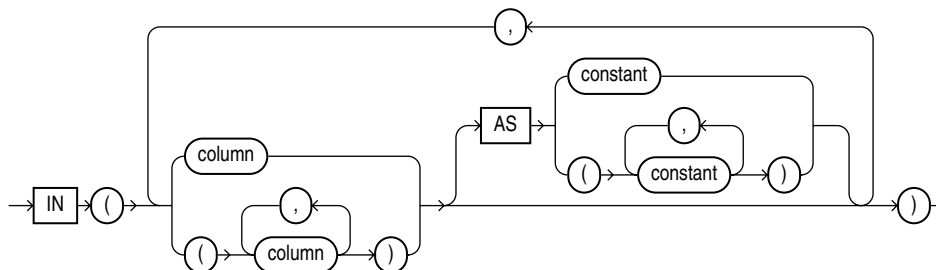 ,
constant
AS ,
column ( constant )
IN ( , )
( column )